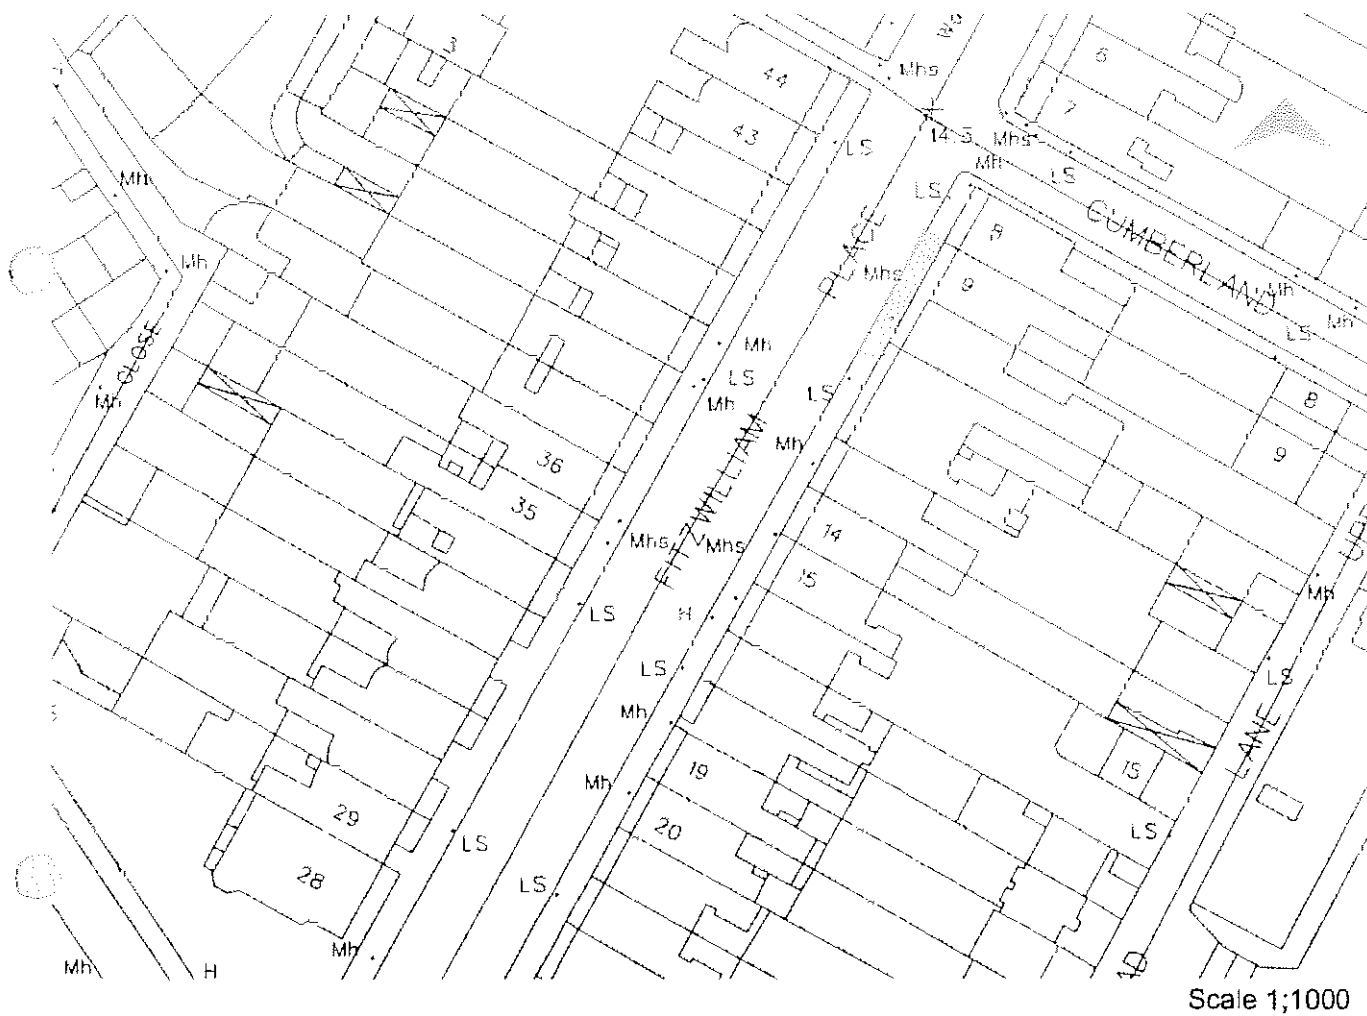 3
44
Mhs
6
43
LS
14.5
Mhs
7
Mh
LS
LS
CUMBERLAND
Mh
8
PLACE
Mh
Mhs
9
Mh
LS
Mh
Mh
LS
CLOSE
Mh
Mh
LS
8
FITZWILLIAM
Mh
9
36
35
Mhs
Mhs
14
15
Mh
LS
H
LS
LS
Mh
LANE
19
15
Mh
29
20
LS
LS
28
LS
Mh
Mh
H
Scale 1;1000